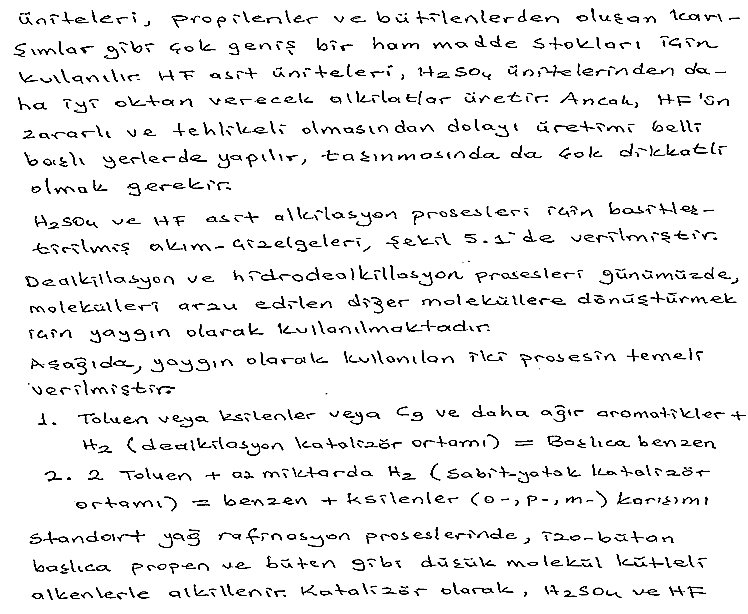 üniteleri, propilenler ve bütilenlerden oluşan karı-
şımlar gibi çok geniş bir ham madde stokları için
kullanılır. HF asit üniteleri, H2SO4 ünitelerinden da-
ha iyi oktan verecek alkilatlar üretir. Ancak, HF'ün
zararlı ve tehlikeli olmasından dolayı üretimi belli
başlı yerlerde yapılır, taşınmasında da çok dikkatli
olmak gerekir.
H2SO4 ve HF asit alkilasyon prosesleri için basitleş-
tirilmiş akım-çizelgeleri, şekil 5.1'de verilmiştir.
Dealkillasyon ve hidrodealkillasyon prosesleri günümüzde,
molekülleri arzu edilen diğer moleküllere dönüştürmek
için yaygın olarak kullanılmaktadır.
Aşağıda, yaygın olarak kullanılan iki prosesin temeli
verilmiştir.
1. Toluen veya ksilenler veya C9 ve daha ağır aromatikler +
H2 (dealkilasyon katalizör ortamı) = Başlıca benzen
2. 2 Toluen + az miktarda H2 (Sabit-yatak katalizör
ortamı) = benzen + ksilenler (o-, p-, m-) karışımı
Standart yağ rafinasyon proseslerinde, izo-bütan
başlıca propen ve büten gibi düşük molekül kütleli
alkenlerle alkillenir. Katalizör olarak, H2SO4 ve HF